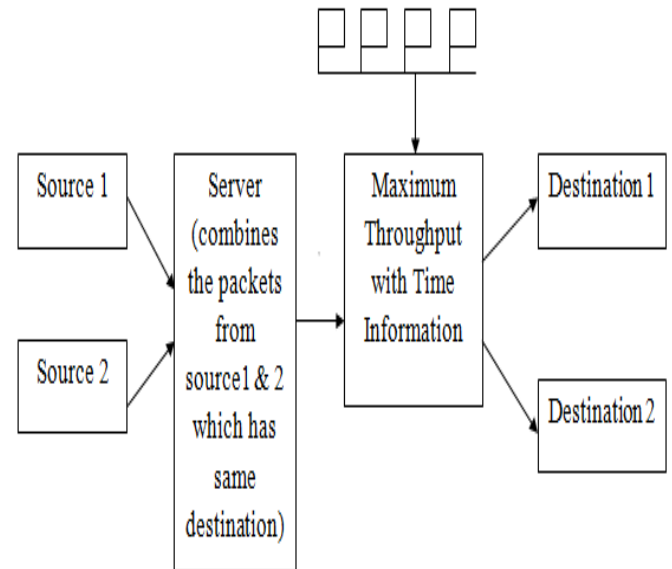 Source 1
Source 2
Server
(combines
the packets
from
source1 & 2
which has
same
destination)
Maximum
Throughput
with Time
Information
Destination 1
Destination 2